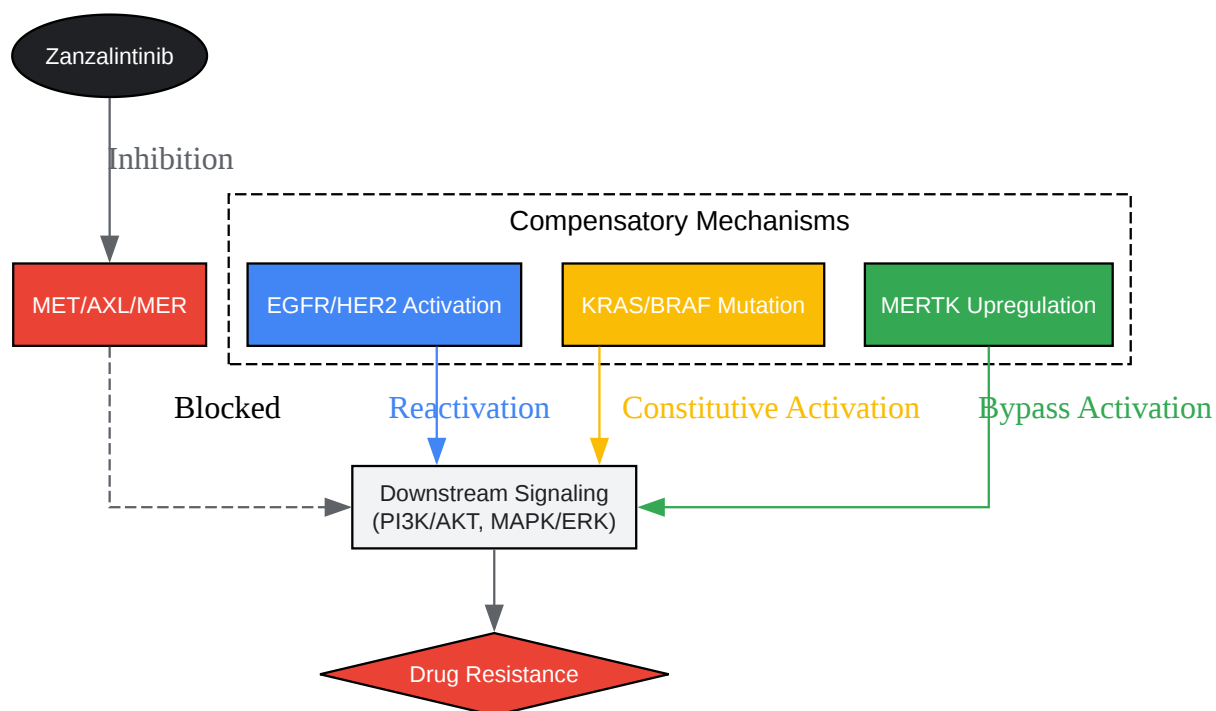 Zanzalintinib
Inhibition
Compensatory Mechanisms
MET/AXL/MER
EGFR/HER2 Activation
KRAS/BRAF Mutation
MERTK Upregulation
Blocked
Reactivation
Constitutive Activation
Bypass Activation
Downstream Signaling
(PI3K/AKT, MAPK/ERK)
Drug Resistance